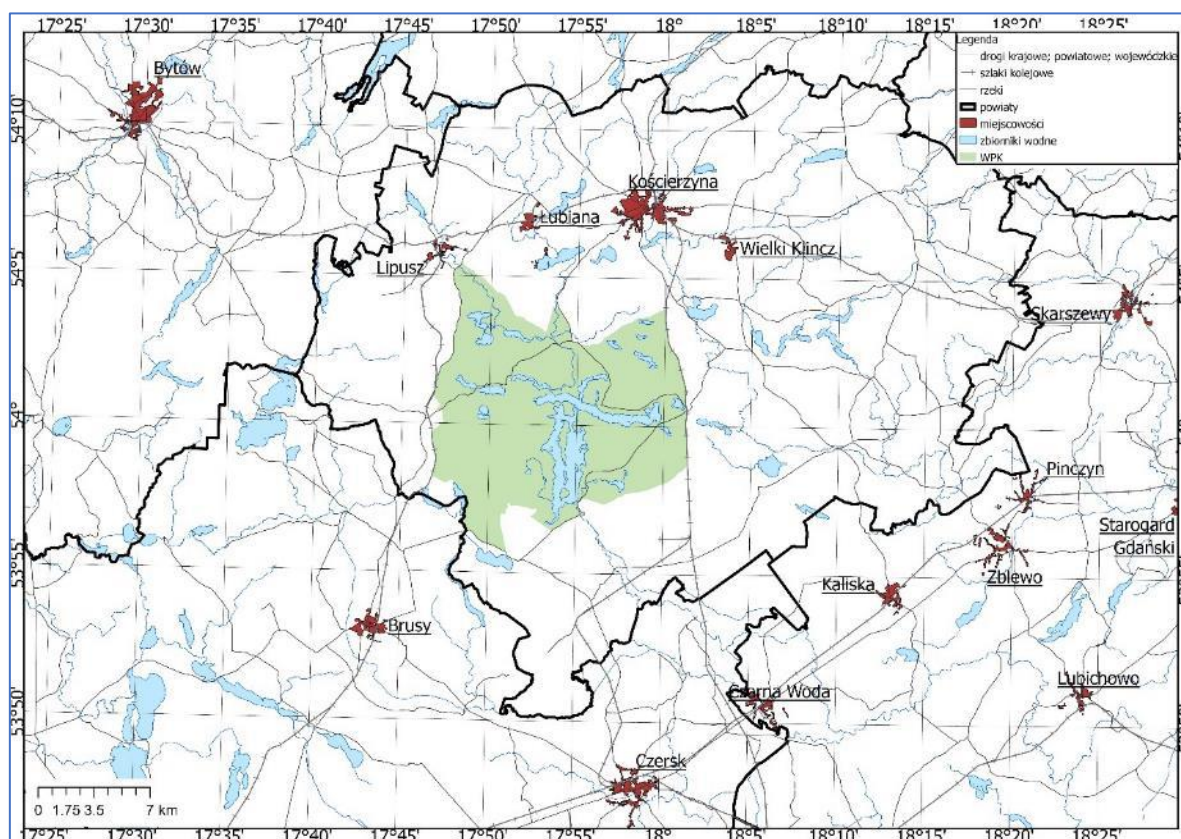 17°25' 17°30' 17°35' 17°40' 17°45' 17°50' 17°55' 18° 18°5' 18°10' 18°15' 18°20' 18°25'
Legenda
drogi krajowe; powiatowe; wojewódzkie
szlaki kolejowe
rzeki
powiaty
miejscowości
zbiorniki wodne
WPK
Bytów
54°10'
Kościerzyna
Łubiana
Wielki Klincz
Lipusz
54°5'
Skarszewy
54°
Pinczyn
Starogard
Gdański
Zblewo
53°55'
Kaliska
Brusy
Lubichowo
Czarna Woda
53°50'
Czersk
0 1.75 3.5 7 km
17°25' 17°30' 17°35' 17°40' 17°45' 17°50' 17°55' 18° 18°5' 18°10' 18°15' 18°20' 18°25'